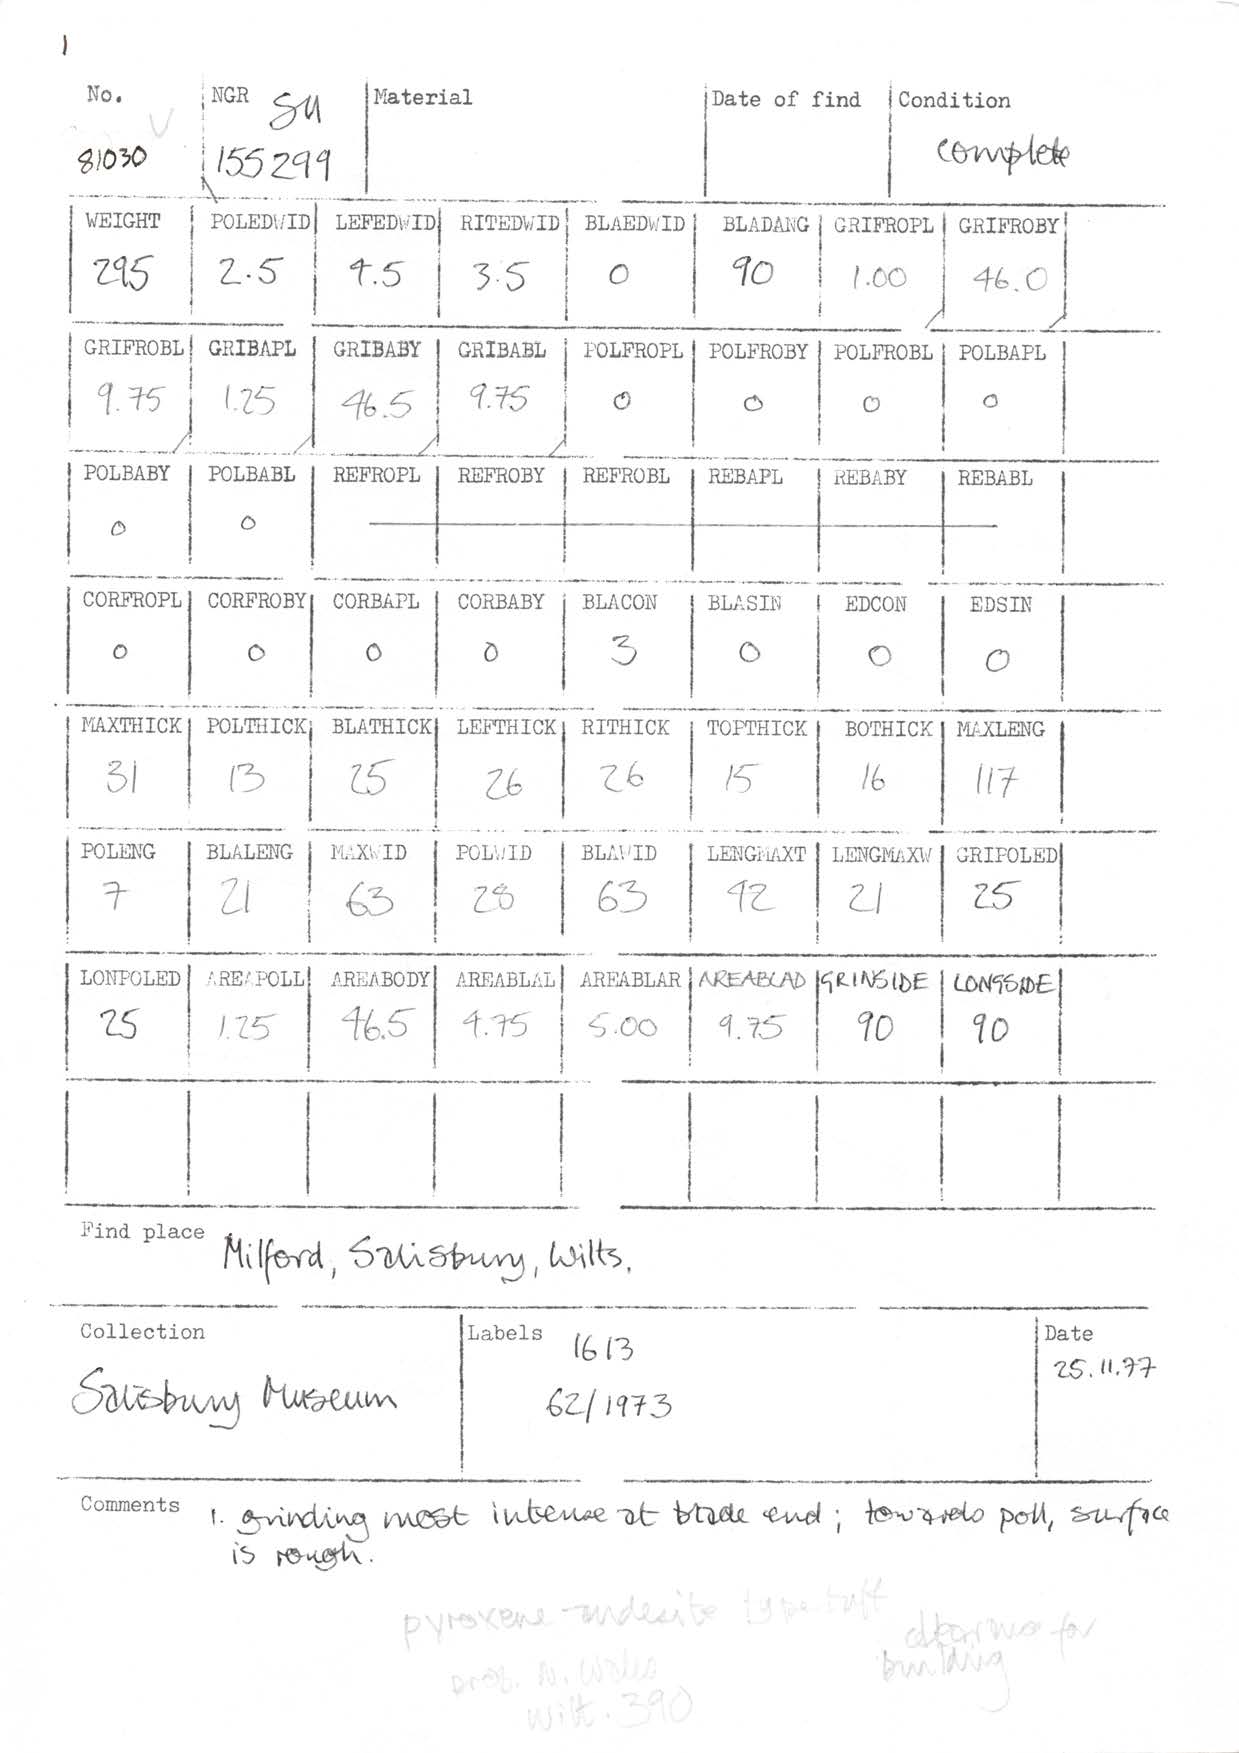 1
No. NGR SU Material Date of find Condition
81030 155299 complete
WEIGHT POLEDWID LEFEDWID RITEDWID BLAEDWID BLADANG GRIFROPL GRIFROBY
295 2.5 4.5 3.5 0 90 1.00 46.0
GRIFROBL GRIBAPL GRIBABY GRIBABL POLFROPL POLFROBY POLFROBL POLBAPL
9.75 1.25 46.5 9.75 0 0 0 0
POLBABY POLBABL REFROPL REFROBY REFROBL REBAPL REBABY REBABL
0 0
CORFROPL CORFROBY CORBAPL CORBABY BLACON BLASIN EDCON EDSIN
0 0 0 0 3 0 0 0
MAXTHICK POLTHICK BLATHICK LEFTHICK RITHICK TOPTHICK BOTHICK MAXLENG
31 13 25 26 26 15 16 117
POLENG BLALENG MAXWID POLWID BLAWID LENGMAXT LENGMAXW GRIPOLED
7 21 63 28 63 42 21 25
LONPOLED AREAPOLL AREABODY AREABLAL AREABLAR AREABLAD GRINSIDE LONGSIDE
25 1.25 46.5 4.75 5.00 9.75 90 90
Find place Milford, Salisbury, Wilts.
Collection Labels 1613 Date
25.11.77
Salisbury Museum 62/1973
Comments 1. grinding most intense at blade end; towards poll, surface
is rough.
pyroxene-andesite type tuff
for
building
prob. N. Wales
Wilt. 390